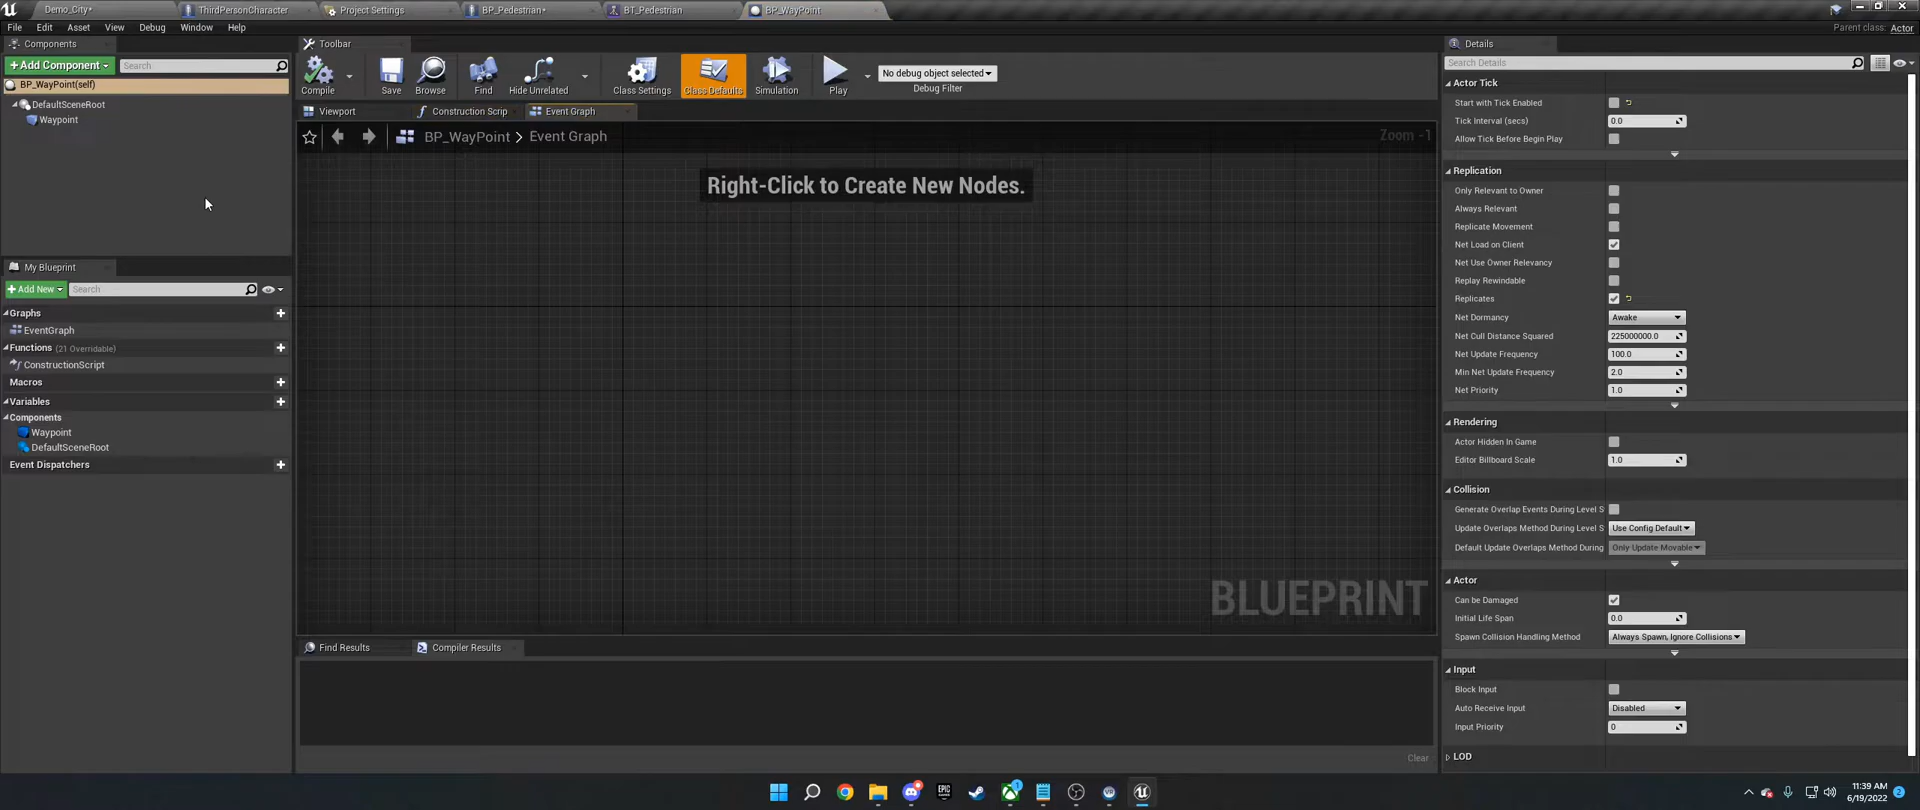 Demo_City*
ThirdPersonCharacter
Project Settings
BP_Pedestrian*
BT_Pedestrian
BP_WayPoint
File Edit Asset View Debug Window Help
Parent class: Actor
Components
Toolbar
Details
+Add Component
Search
BP_WayPoint(self)
DefaultSceneRoot
Waypoint
Compile
Save
Browse
Find
Hide Unrelated
Class Settings
Class Defaults
Simulation
Play
No debug object selected
Debug Filter
Viewport
Construction Scrip
Event Graph
BP_WayPoint > Event Graph
Zoom -1
Right-Click to Create New Nodes.
BLUEPRINT
My Blueprint
+Add New
Search
Graphs
EventGraph
Functions (21 Overridable)
ConstructionScript
Macros
Variables
Components
Waypoint
DefaultSceneRoot
Event Dispatchers
Find Results
Compiler Results
Clear
Search Details
Actor Tick
Start with Tick Enabled
Tick Interval (secs) 0.0
Allow Tick Before Begin Play
Replication
Only Relevant to Owner
Always Relevant
Replicate Movement
Net Load on Client
Net Use Owner Relevancy
Replay Rewindable
Replicates
Net Dormancy Awake
Net Cull Distance Squared 225000000.0
Net Update Frequency 100.0
Min Net Update Frequency 2.0
Net Priority 1.0
Rendering
Actor Hidden In Game
Editor Billboard Scale 1.0
Collision
Generate Overlap Events During Level S
Update Overlaps Method During Level S Use Config Default
Default Update Overlaps Method During Only Update Movable
Actor
Can be Damaged
Initial Life Span 0.0
Spawn Collision Handling Method Always Spawn, Ignore Collisions
Input
Block Input
Auto Receive Input Disabled
Input Priority 0
LOD
EPIC
11:39 AM
6/19/2022
2